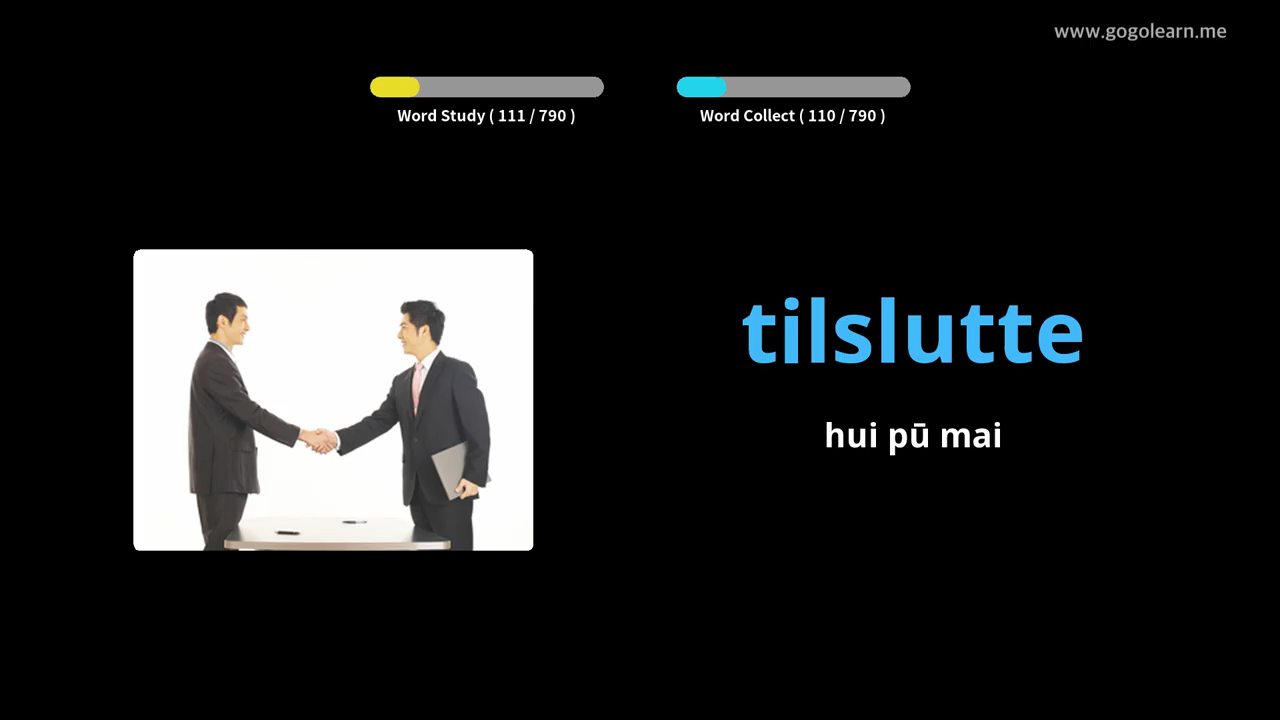 www.gogolearn.me
Word Study ( 111 / 790 )
Word Collect ( 110 / 790 )
tilslutte
hui pū mai